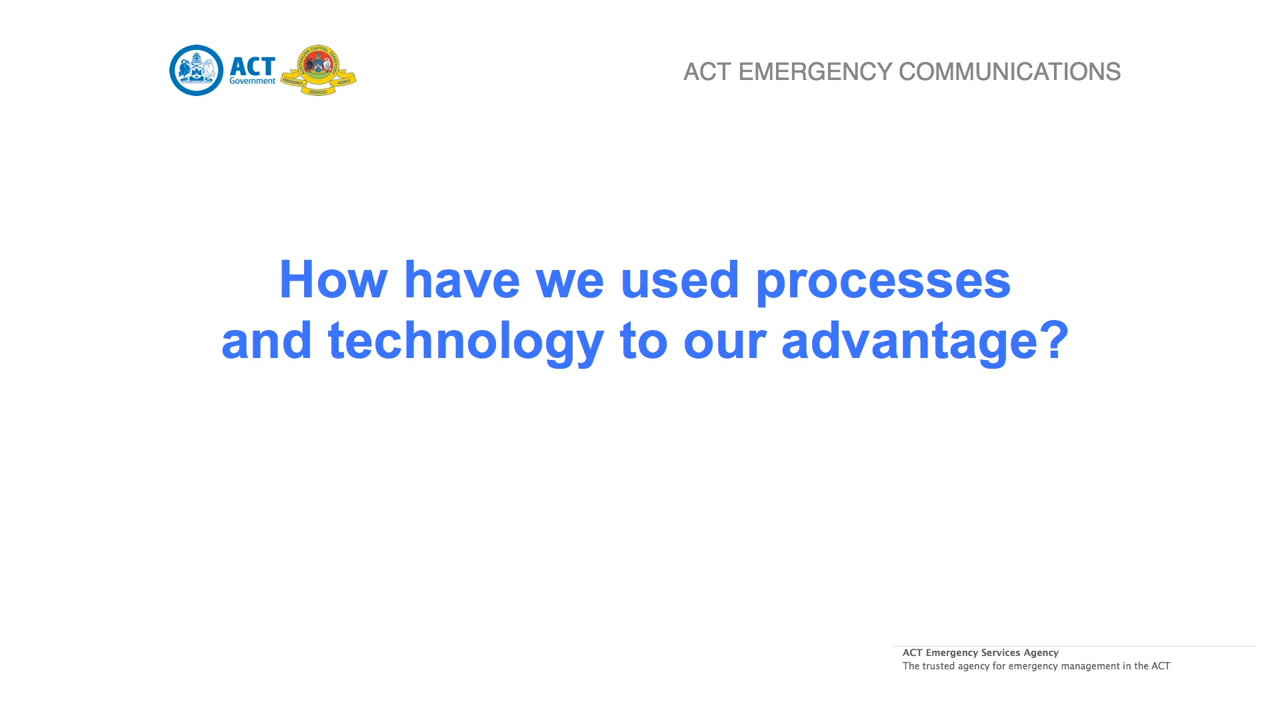 ACT
Government
ACT EMERGENCY COMMUNICATIONS
How have we used processes
and technology to our advantage?
ACT Emergency Services Agency
The trusted agency for emergency management in the ACT